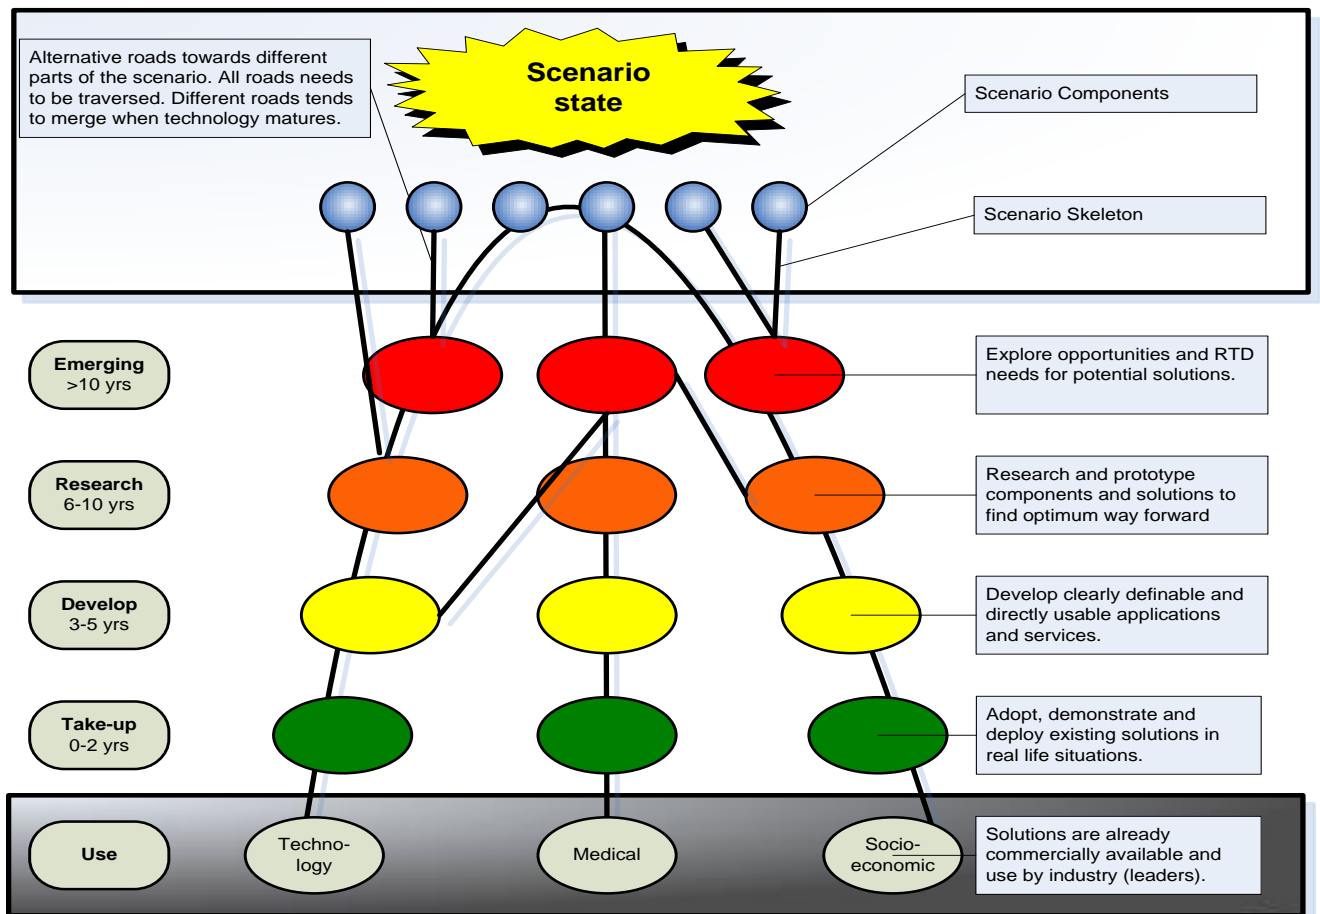 Alternative roads towards different
parts of the scenario. All roads needs
to be traversed. Different roads tends
to merge when technology matures.
Scenario
state
Scenario Components
Scenario Skeleton
Emerging
>10 yrs
Explore opportunities and RTD
needs for potential solutions.
Research
6-10 yrs
Research and prototype
components and solutions to
find optimum way forward
Develop
3-5 yrs
Develop clearly definable and
directly usable applications
and services.
Take-up
0-2 yrs
Adopt, demonstrate and
deploy existing solutions in
real life situations.
Use
Techno-
logy
Medical
Socio-
economic
Solutions are already
commercially available and
use by industry (leaders).